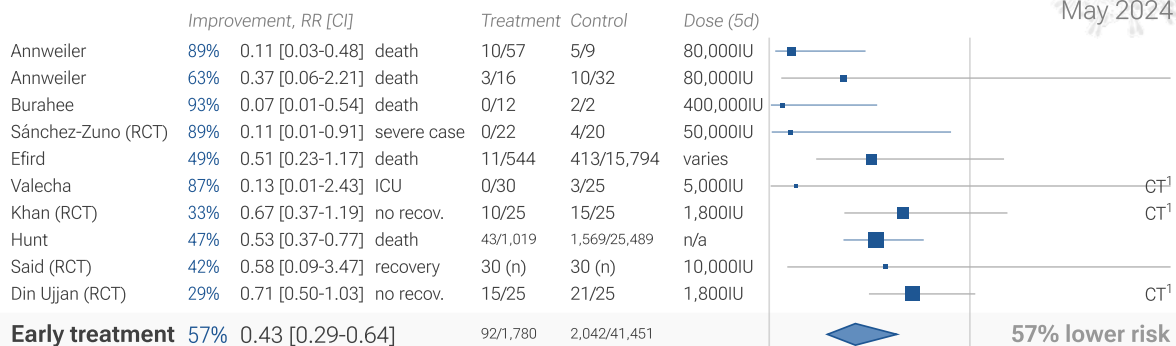 May 2024
Improvement, RR [CI] Treatment Control Dose (5d)
Annweiler 89% 0.11 [0.03-0.48] death 10/57 5/9 80,000IU
Annweiler 63% 0.37 [0.06-2.21] death 3/16 10/32 80,000IU
Burahee 93% 0.07 [0.01-0.54] death 0/12 2/2 400,000IU
Sánchez-Zuno (RCT) 89% 0.11 [0.01-0.91] severe case 0/22 4/20 50,000IU
Efird 49% 0.51 [0.23-1.17] death 11/544 413/15,794 varies
Valecha 87% 0.13 [0.01-2.43] ICU 0/30 3/25 5,000IU CT1
Khan (RCT) 33% 0.67 [0.37-1.19] no recov. 10/25 15/25 1,800IU CT1
Hunt 47% 0.53 [0.37-0.77] death 43/1,019 1,569/25,489 n/a
Said (RCT) 42% 0.58 [0.09-3.47] recovery 30 (n) 30 (n) 10,000IU
Din Ujjan (RCT) 29% 0.71 [0.50-1.03] no recov. 15/25 21/25 1,800IU CT1
Early treatment 57% 0.43 [0.29-0.64] 92/1,780 2,042/41,451 57% lower risk